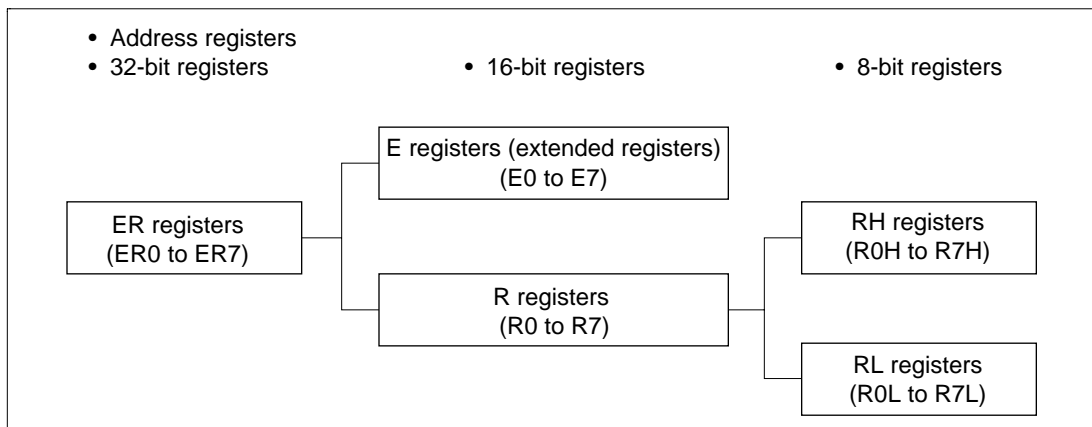 • Address registers
• 32-bit registers
• 16-bit registers
• 8-bit registers
E registers (extended registers)
(E0 to E7)
ER registers
(ER0 to ER7)
RH registers
(R0H to R7H)
R registers
(R0 to R7)
RL registers
(R0L to R7L)